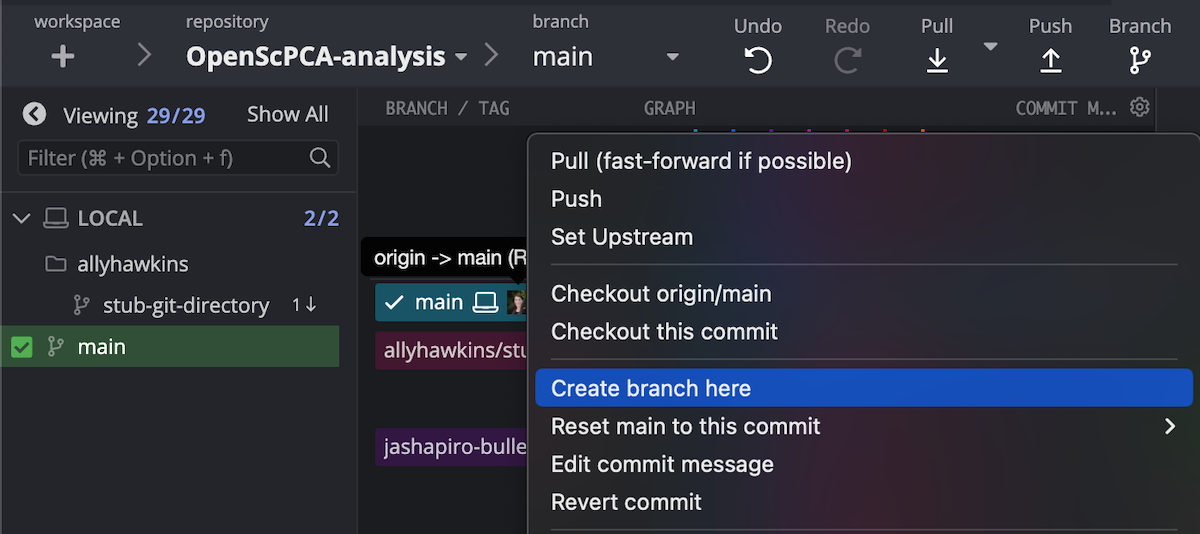 workspace
repository
branch
OpenScPCA-analysis
main
Undo
Redo
Pull
Push
Branch
Viewing 29/29
Show All
Filter (⌘ + Option + f)
LOCAL
2/2
allyhawkins
stub-git-directory
1↓
main
BRANCH / TAG
GRAPH
COMMIT M...
origin -> main (R
main
allyhawkins/stu
jashapiro-bulle
Pull (fast-forward if possible)
Push
Set Upstream
Checkout origin/main
Checkout this commit
Create branch here
Reset main to this commit
Edit commit message
Revert commit